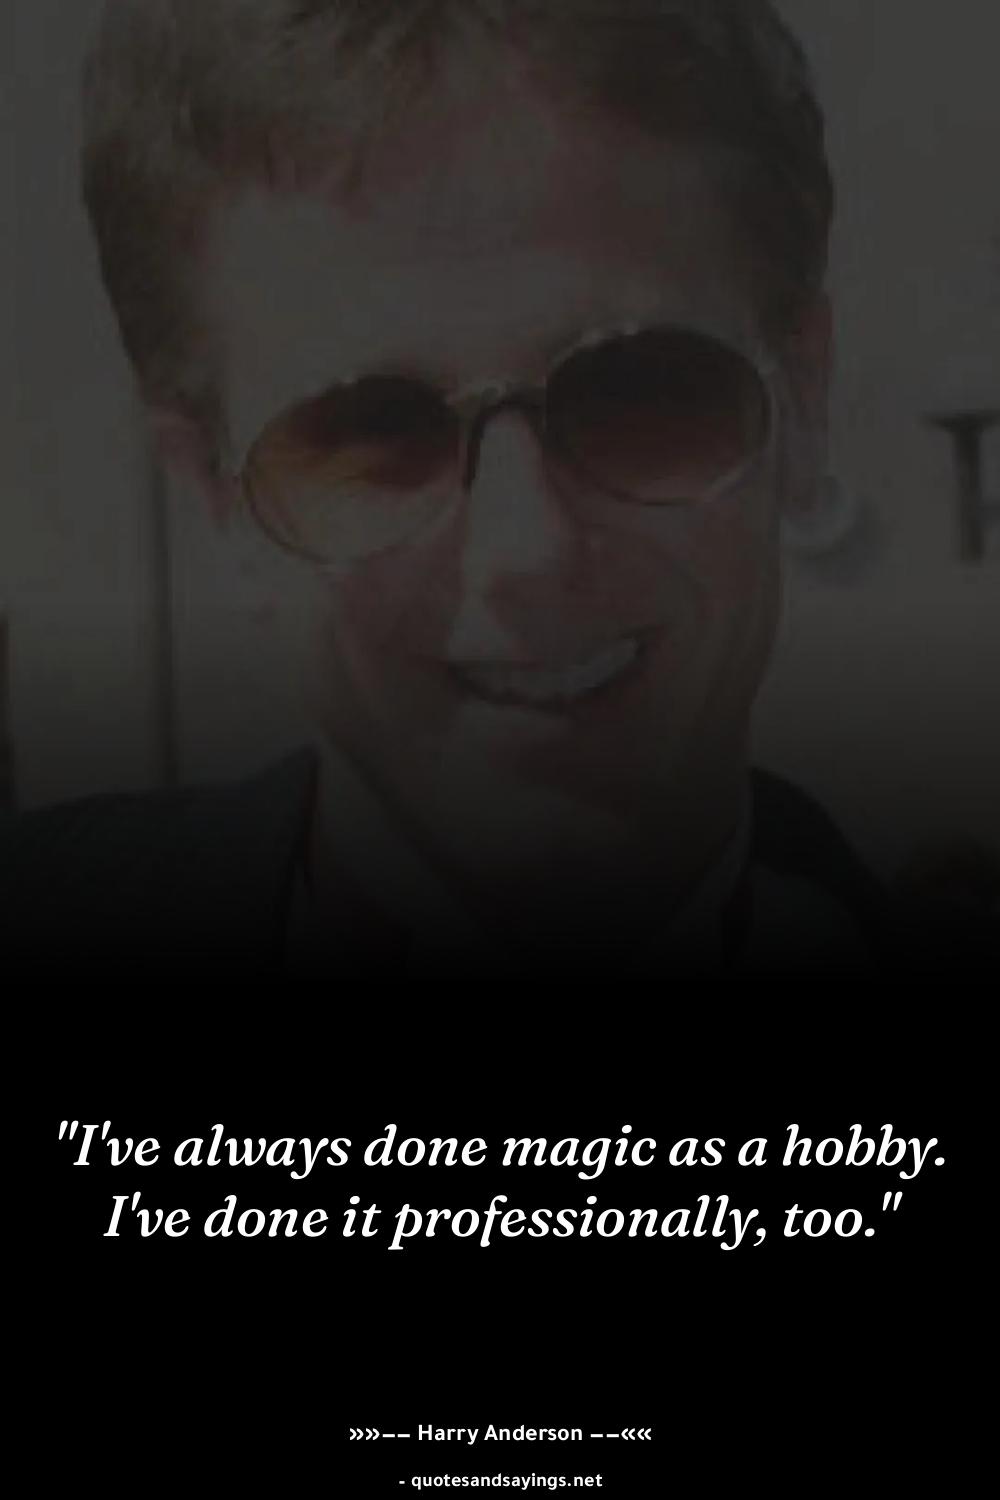 "I've always done magic as a hobby.
I've done it professionally, too."
»»–– Harry Anderson ––««
- quotesandsayings.net